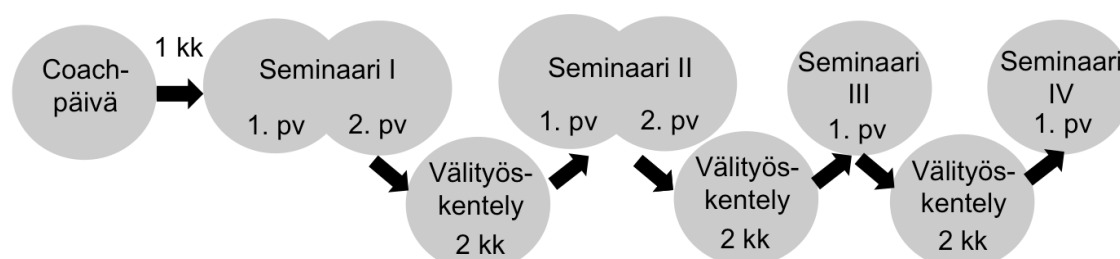 Coach-
päivä
1 kk
Seminaari I
1. pv 2. pv
Välityös-
kentely
2 kk
Seminaari II
1. pv 2. pv
Välityös-
kentely
2 kk
Seminaari
III
1. pv
Välityös-
kentely
2 kk
Seminaari
IV
1. pv